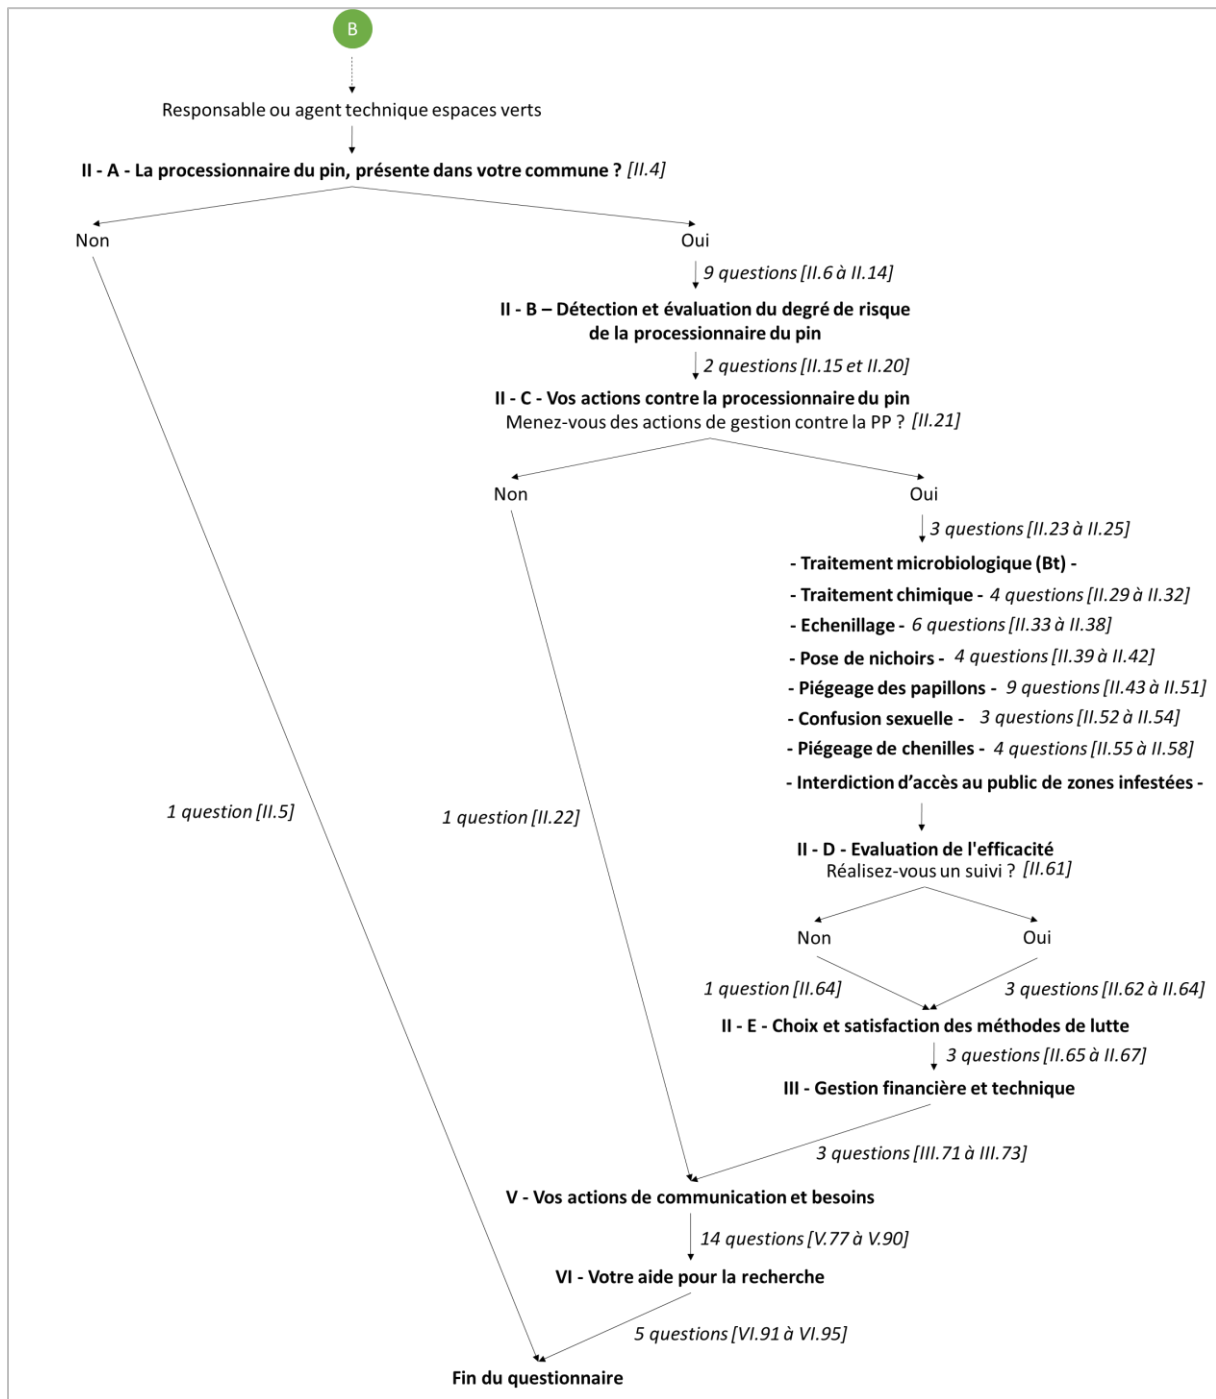 B
Responsable ou agent technique espaces verts
II - A - La processionnaire du pin, présente dans votre commune ? [II.4]
Non
Oui
9 questions [II.6 à II.14]
II - B – Détection et évaluation du degré de risque
de la processionnaire du pin
2 questions [II.15 et II.20]
II - C - Vos actions contre la processionnaire du pin
Menez-vous des actions de gestion contre la PP ? [II.21]
Non
Oui
3 questions [II.23 à II.25]
- Traitement microbiologique (Bt) -
- Traitement chimique - 4 questions [II.29 à II.32]
- Echenillage - 6 questions [II.33 à II.38]
- Pose de nichoirs - 4 questions [II.39 à II.42]
- Piégeage des papillons - 9 questions [II.43 à II.51]
- Confusion sexuelle - 3 questions [II.52 à II.54]
- Piégeage de chenilles - 4 questions [II.55 à II.58]
- Interdiction d'accès au public de zones infestées -
1 question [II.5]
1 question [II.22]
II - D - Evaluation de l'efficacité
Réalisez-vous un suivi ? [II.61]
Non
Oui
1 question [II.64]
3 questions [II.62 à II.64]
II - E - Choix et satisfaction des méthodes de lutte
3 questions [II.65 à II.67]
III - Gestion financière et technique
3 questions [III.71 à III.73]
V - Vos actions de communication et besoins
14 questions [V.77 à V.90]
VI - Votre aide pour la recherche
5 questions [VI.91 à VI.95]
Fin du questionnaire